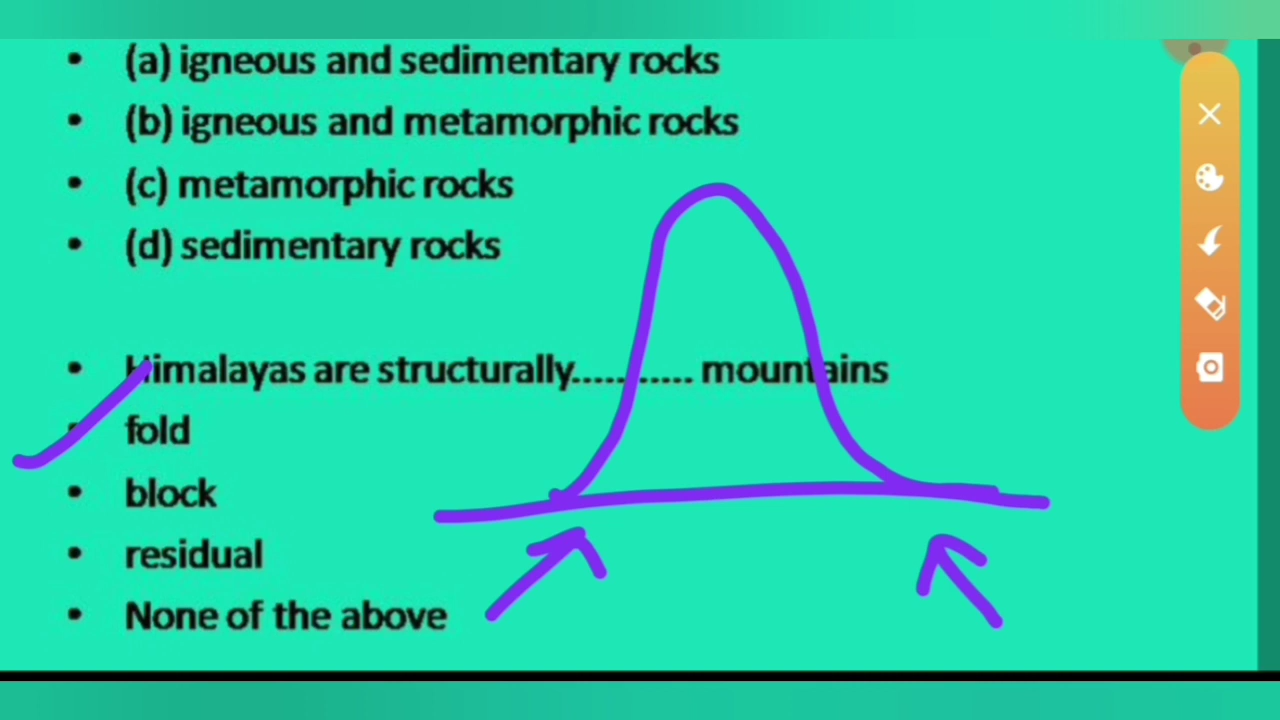 • (a) igneous and sedimentary rocks
• (b) igneous and metamorphic rocks
• (c) metamorphic rocks
• (d) sedimentary rocks
• Himalayas are structurally........... mountains
• fold
• block
• residual
• None of the above